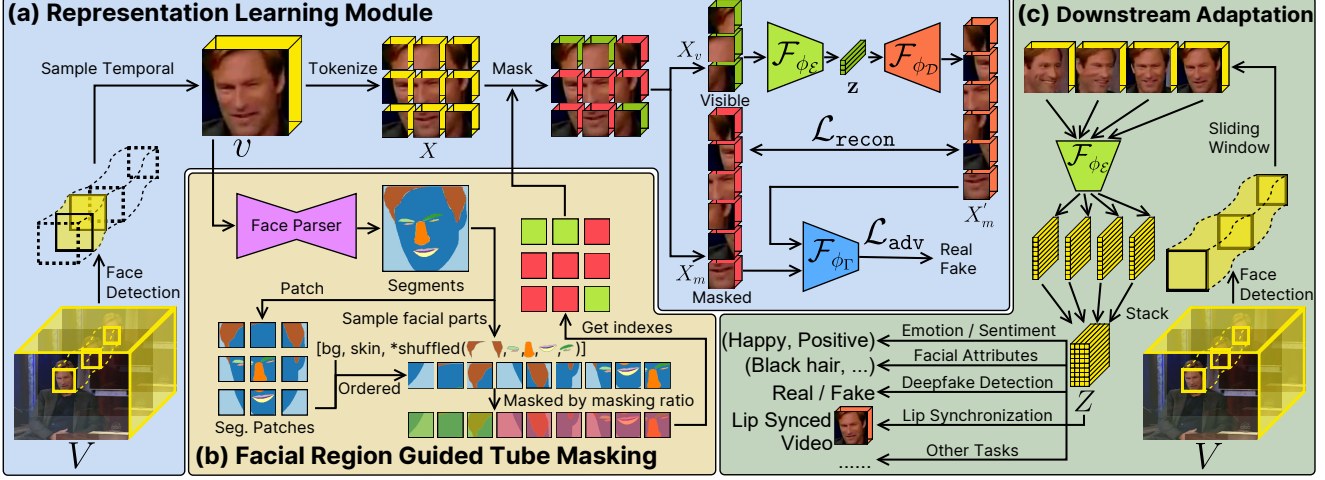 (a) Representation Learning Module
Sample Temporal
Tokenize
Mask
v
X
Face
Detection
V
X_v
Visible
F_{φ_E}
z
F_{φ_D}
L_recon
X'_m
X_m
Masked
F_{φ_Γ}
L_adv
Real
Fake
Face Parser
Segments
Patch
Sample facial parts
Get indexes
[bg, skin, *shuffled( , , , , )]
Ordered
Masked by masking ratio
Seg. Patches
(b) Facial Region Guided Tube Masking
(c) Downstream Adaptation
F_{φ_E}
Sliding
Window
Face
Detection
Stack
Z
V
(Happy, Positive)
Emotion / Sentiment
(Black hair, ...)
Facial Attributes
Real / Fake
Deepfake Detection
Lip Synced
Video
Lip Synchronization
......
Other Tasks